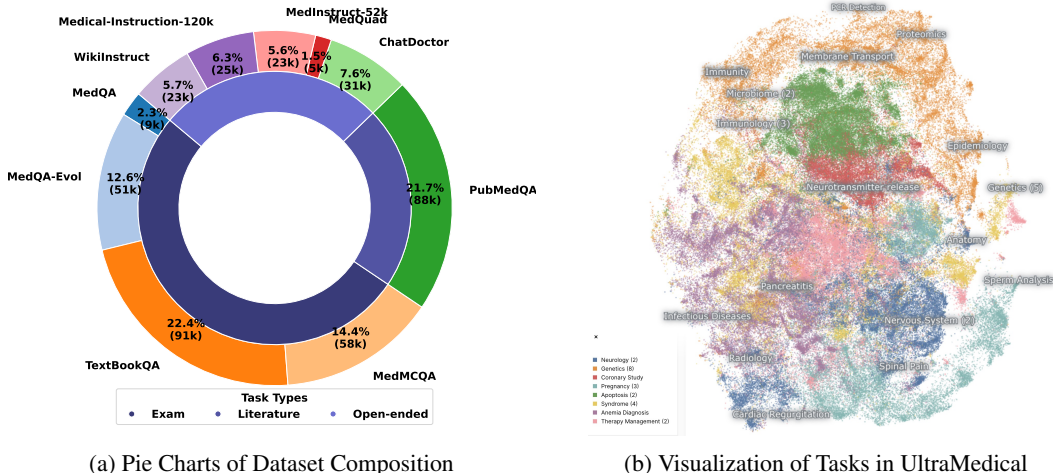 MedInstruct-52k
Medical-Instruction-120k
MedQuad
ChatDoctor
WikiInstruct
MedQA
MedQA-Evol
PubMedQA
TextBookQA
MedMCQA
5.6%
(23k)
1.5%
(5k)
6.3%
(25k)
7.6%
(31k)
5.7%
(23k)
2.3%
(9k)
12.6%
(51k)
21.7%
(88k)
22.4%
(91k)
14.4%
(58k)
Task Types
Exam
Literature
Open-ended
(a) Pie Charts of Dataset Composition
PCR Detection
Proteomics
Membrane Transport
Immunity
Microbiome (2)
Immunology (3)
Epidemiology
Neurotransmitter release
Genetics (5)
Anatomy
Sperm Analysis
Pancreatitis
Infectious Diseases
Nervous System (2)
Radiology
Spinal Pain
Cardiac Regurgitation
×
Neurology (2)
Genetics (8)
Coronary Study
Pregnancy (3)
Apoptosis (2)
Syndrome (4)
Anemia Diagnosis
Therapy Management (2)
(b) Visualization of Tasks in UltraMedical